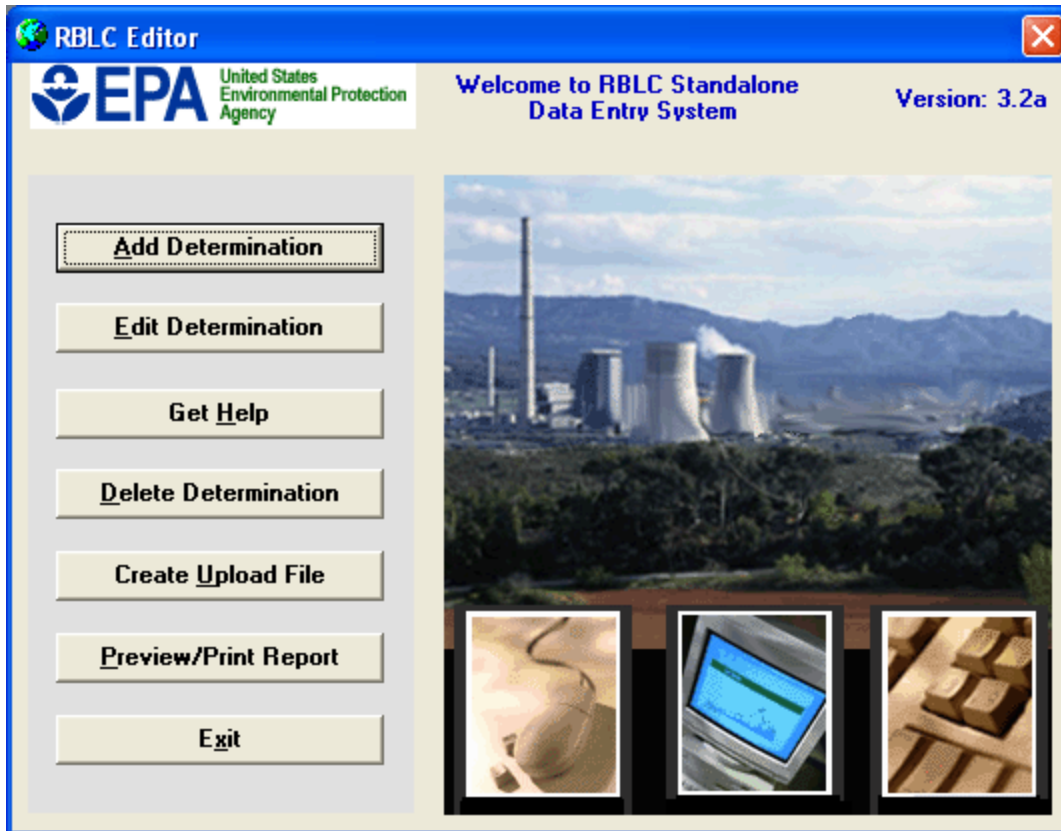 RBLC Editor
EPA
United States
Environmental Protection
Agency
Welcome to RBLC Standalone
Data Entry System
Version: 3.2a
Add Determination
Edit Determination
Get Help
Delete Determination
Create Upload File
Preview/Print Report
Exit